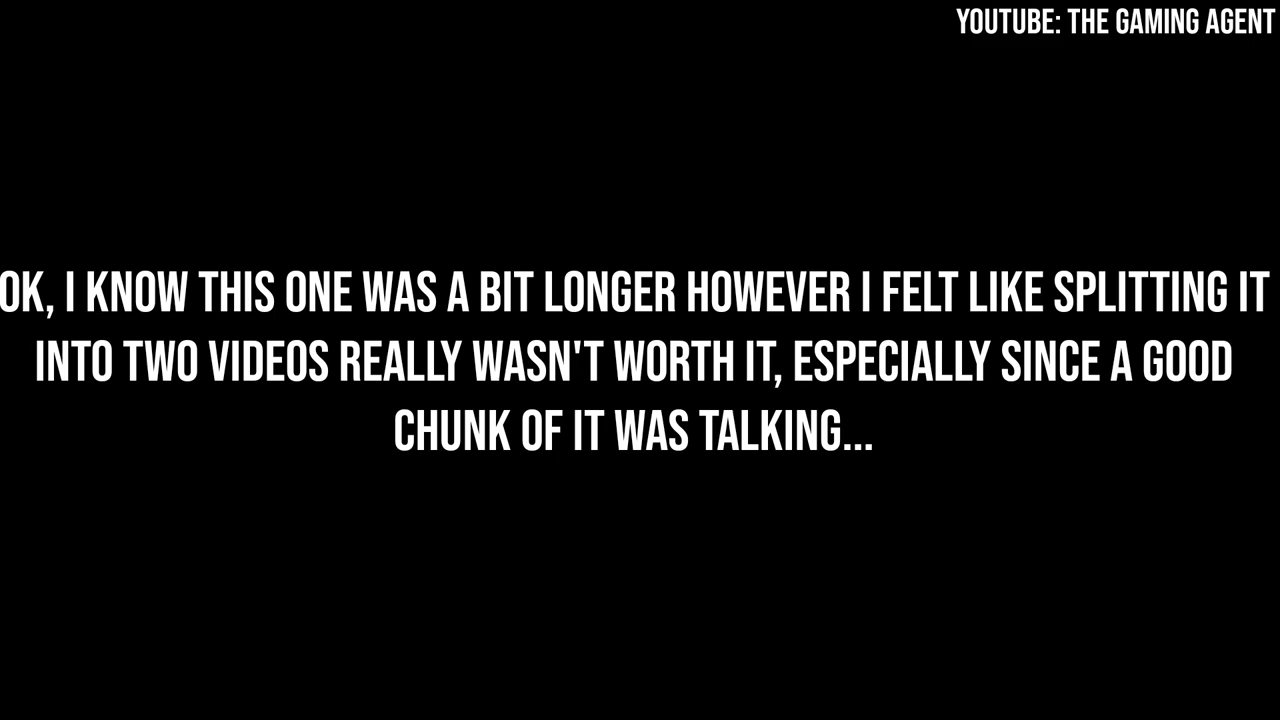 YOUTUBE: THE GAMING AGENT
OK, I KNOW THIS ONE WAS A BIT LONGER HOWEVER I FELT LIKE SPLITTING IT
INTO TWO VIDEOS REALLY WASN'T WORTH IT, ESPECIALLY SINCE A GOOD
CHUNK OF IT WAS TALKING...